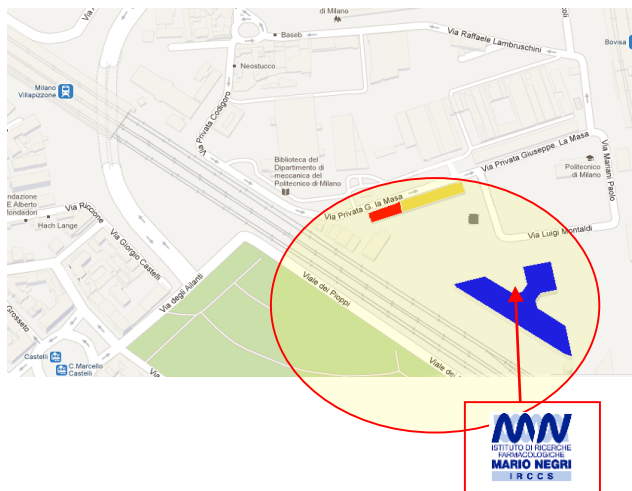 di Milano
Baseb
Via Raffaele Lambruschini
Bovisa
Neostucco
Milano
Villapizzone
Via Privata Codigoro
Via Privata Giuseppe. La Masa
Via Mariani Paolo
Biblioteca del
Dipartimento di
meccanica del
Politecnico di Milano
Politecnico
di Milano
Via Privata G. la Masa
ndazione
E Alberto
Mondadori
Via Riccione
Hach Lange
Via Giorgio Castelli
Via Luigi Montaldi
Via degli Ailanti
Viale dei Pioppi
Grosseto
Castelli
C.Marcello
Castelli
Viale de
MN
ISTITUTO DI RICERCHE
FARMACOLOGICHE
MARIO NEGRI
IRCCS